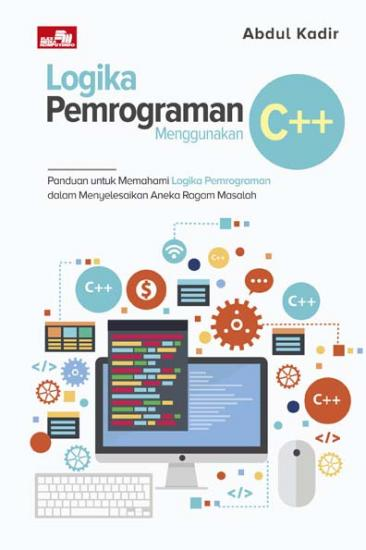 Abdul Kadir
Logika
Pemrograman
Menggunakan
C++
Panduan untuk Memahami Logika Pemrograman
dalam Menyelesaikan Aneka Ragam Masalah
C++
$
C++
C++
</>
C++
</>
</>